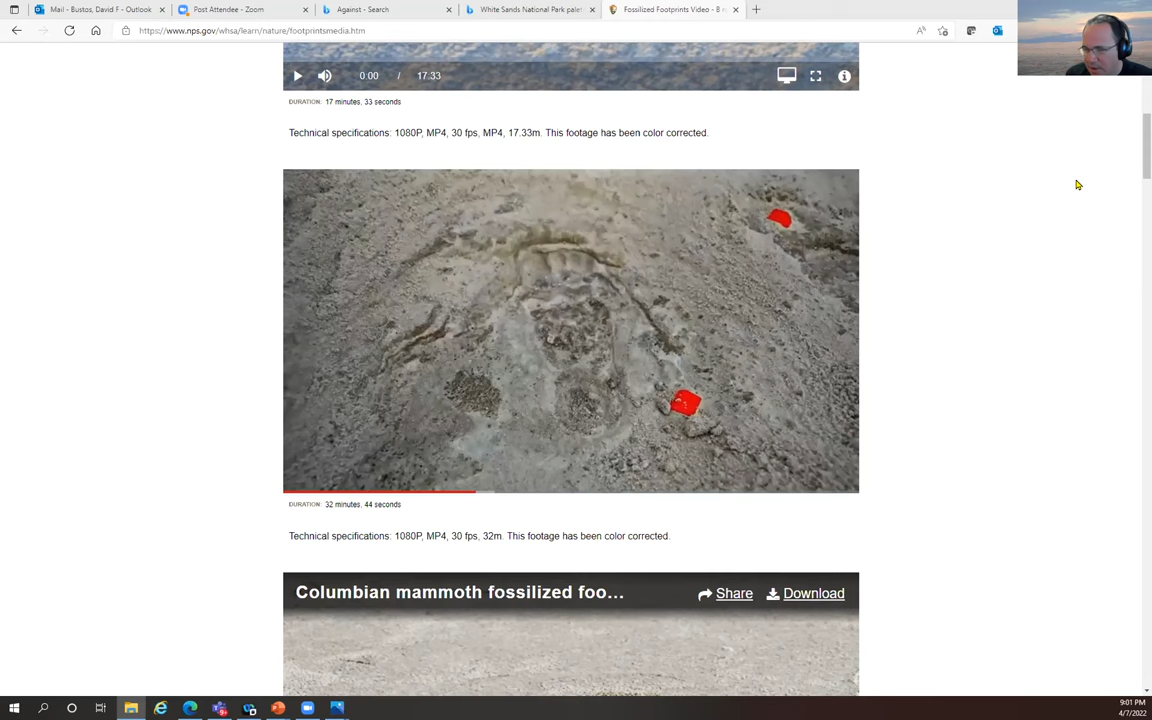 Mail - Bustos, David F - Outlook
Post Attendee - Zoom
Against - Search
White Sands National Park pale
Fossilized Footprints Video - B
https://www.nps.gov/whsa/learn/nature/footprintsmedia.htm
0:00 / 17:33
DURATION: 17 minutes, 33 seconds
Technical specifications: 1080P, MP4, 30 fps, MP4, 17.33m. This footage has been color corrected.
DURATION: 32 minutes, 44 seconds
Technical specifications: 1080P, MP4, 30 fps, 32m. This footage has been color corrected.
Columbian mammoth fossilized foo...
Share
Download
9:01 PM
4/7/2022